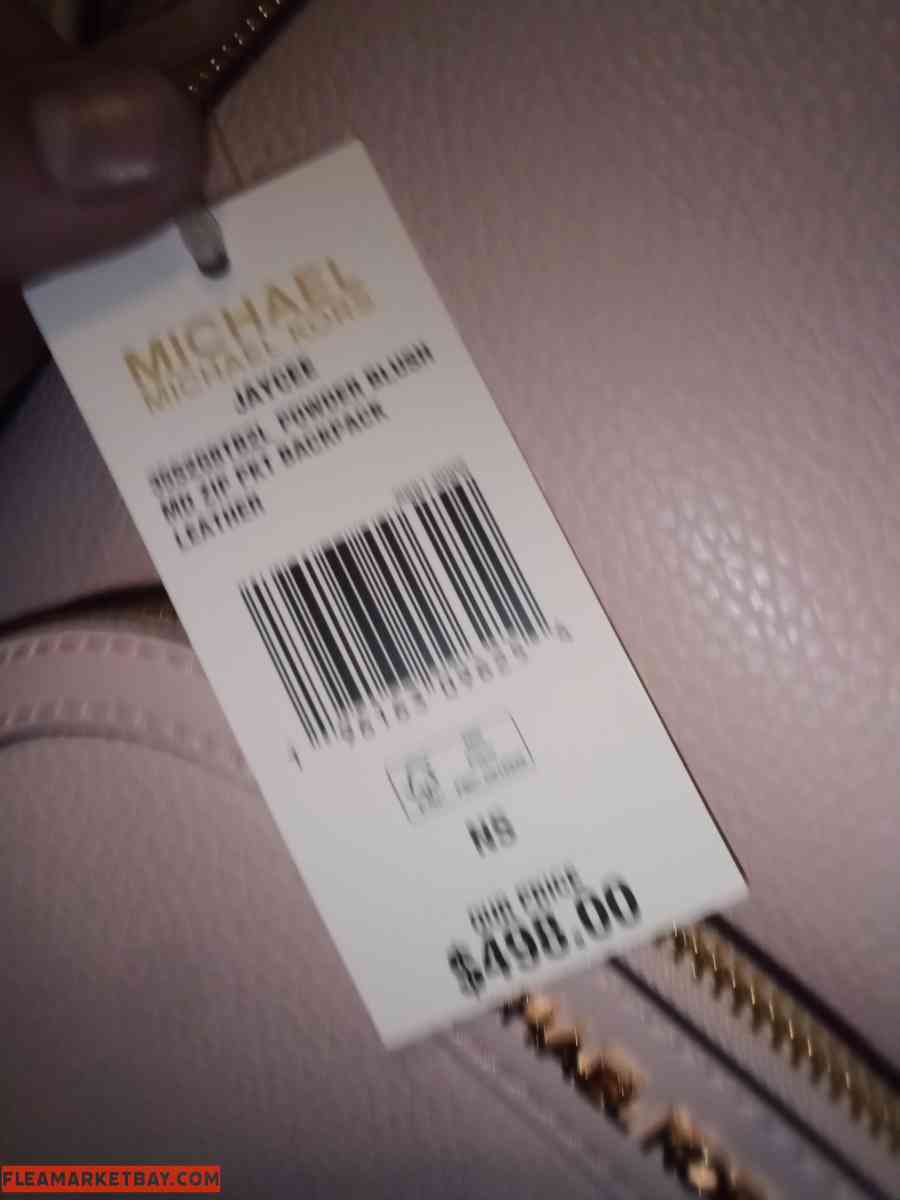 MICHAEL
MICHAEL KORS
JAYCEE
POWDER BLUSH
MD ZIP PKT BACKPACK
LEATHER
NS
OUR PRICE
$498.00
FLEAMARKETBAY.COM